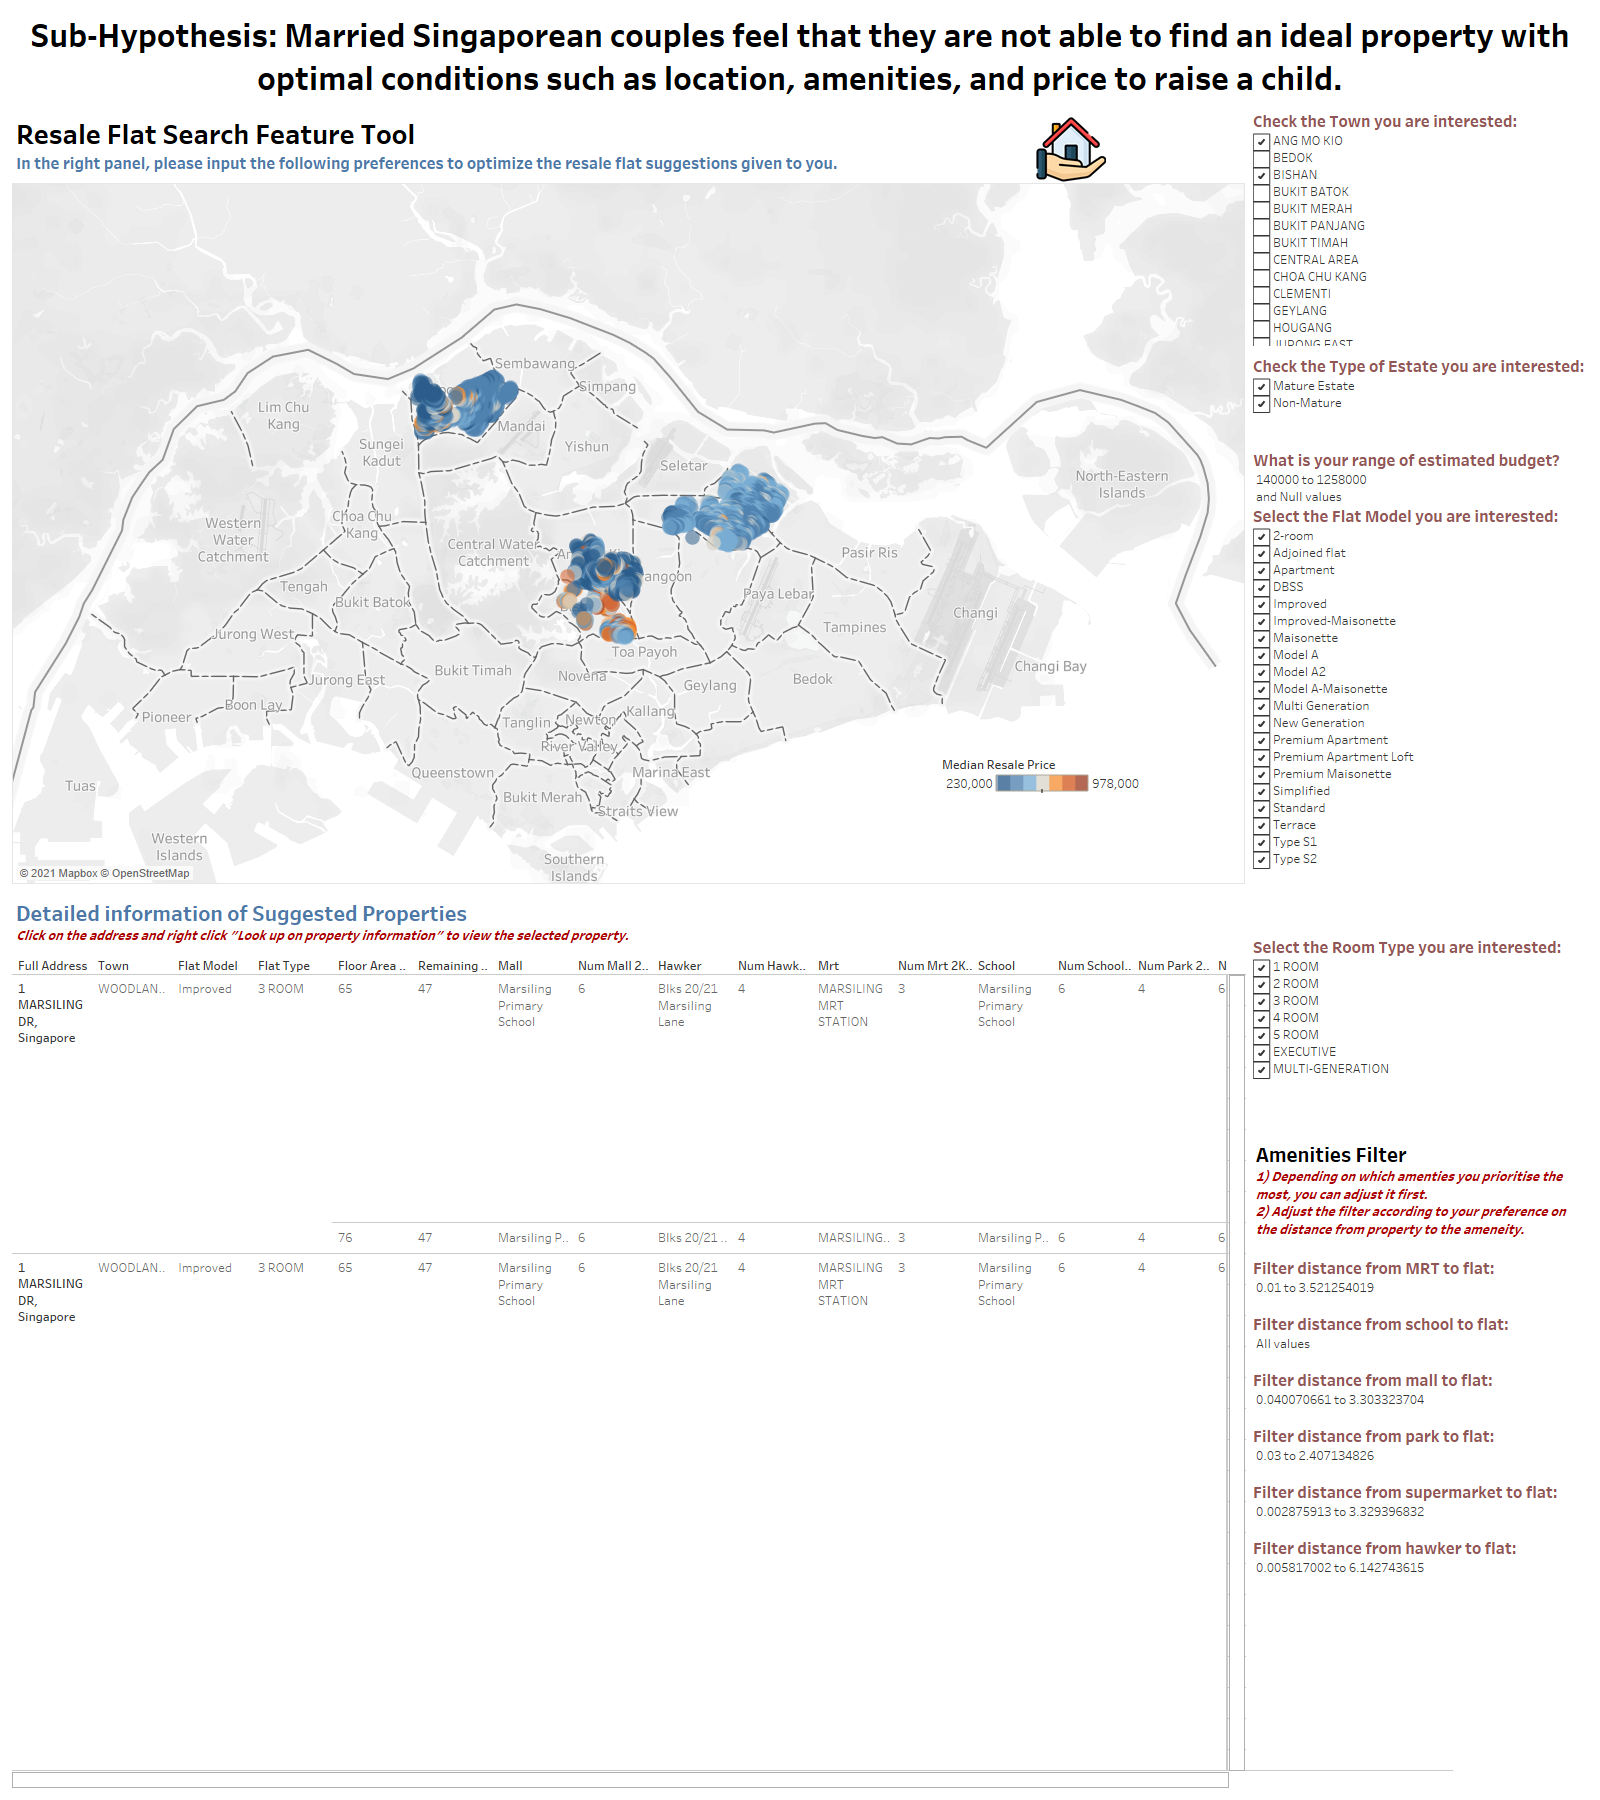 Sub-Hypothesis: Married Singaporean couples feel that they are not able to find an ideal property with
optimal conditions such as location, amenities, and price to raise a child.
Resale Flat Search Feature Tool
In the right panel, please input the following preferences to optimize the resale flat suggestions given to you.
Sembawang
Simpang
Lim Chu
Kang
Mandai
Sungei
Kadut
Yishun
Seletar
North-Eastern
Islands
Choa Chu
Kang
Western
Water
Catchment
Central Water
Catchment
Pasir Ris
Tengah
Paya Lebar
Bukit Batok
Changi
Jurong West
Tampines
Toa Payoh
Changi Bay
Bukit Timah
Novena
Jurong East
Geylang
Bedok
Boon Lay
Pioneer
Kallang
Tanglin
Newton
River Valley
Queenstown
Marina East
Tuas
Bukit Merah
Straits View
Western
Islands
Southern
Islands
Median Resale Price
230,000
978,000
© 2021 Mapbox © OpenStreetMap
Check the Town you are interested:
ANG MO KIO
BEDOK
BISHAN
BUKIT BATOK
BUKIT MERAH
BUKIT PANJANG
BUKIT TIMAH
CENTRAL AREA
CHOA CHU KANG
CLEMENTI
GEYLANG
HOUGANG
JURONG EAST
Check the Type of Estate you are interested:
Mature Estate
Non-Mature
What is your range of estimated budget?
140000 to 1258000
and Null values
Select the Flat Model you are interested:
2-room
Adjoined flat
Apartment
DBSS
Improved
Improved-Maisonette
Maisonette
Model A
Model A2
Model A-Maisonette
Multi Generation
New Generation
Premium Apartment
Premium Apartment Loft
Premium Maisonette
Simplified
Standard
Terrace
Type S1
Type S2
Detailed information of Suggested Properties
Click on the address and right click "Look up on property information" to view the selected property.
Full Address Town Flat Model Flat Type Floor Area .. Remaining .. Mall Num Mall 2.. Hawker Num Hawk.. Mrt Num Mrt 2K.. School Num School.. Num Park 2.. N
1 WOODLAN.. Improved 3 ROOM 65 47 Marsiling 6 Blks 20/21 4 MARSILING 3 Marsiling 6 4 6
MARSILING Primary Marsiling MRT Primary
DR, School Lane STATION School
Singapore
76 47 Marsiling P.. 6 Blks 20/21 .. 4 MARSILING.. 3 Marsiling P.. 6 4 6
1 WOODLAN.. Improved 3 ROOM 65 47 Marsiling 6 Blks 20/21 4 MARSILING 3 Marsiling 6 4 6
MARSILING Primary Marsiling MRT Primary
DR, School Lane STATION School
Singapore
Select the Room Type you are interested:
1 ROOM
2 ROOM
3 ROOM
4 ROOM
5 ROOM
EXECUTIVE
MULTI-GENERATION
Amenities Filter
1) Depending on which amenties you prioritise the
most, you can adjust it first.
2) Adjust the filter according to your preference on
the distance from property to the ameneity.
Filter distance from MRT to flat:
0.01 to 3.521254019
Filter distance from school to flat:
All values
Filter distance from mall to flat:
0.040070661 to 3.303323704
Filter distance from park to flat:
0.03 to 2.407134826
Filter distance from supermarket to flat:
0.002875913 to 3.329396832
Filter distance from hawker to flat:
0.005817002 to 6.142743615